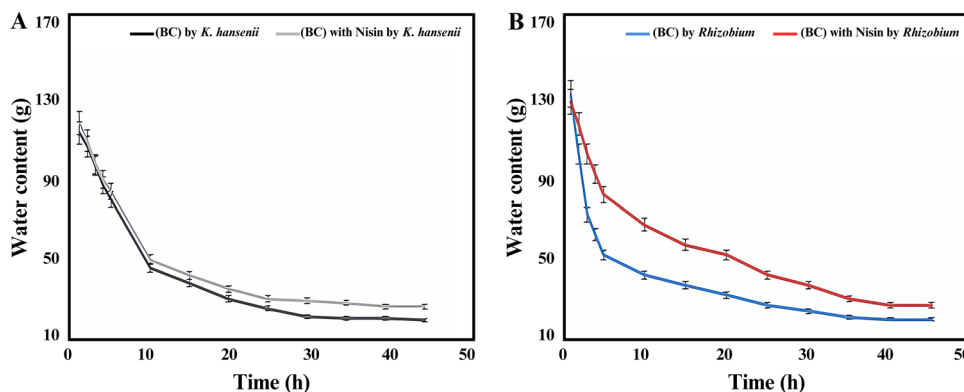 A
(BC) by K. hansenii (BC) with Nisin by K. hansenii
170
130
90
50
10
Water content (g)
0 10 20 30 40 50
Time (h)
B
(BC) by Rhizobium (BC) with Nisin by Rhizobium
170
130
90
50
10
Water content (g)
0 10 20 30 40 50
Time (h)